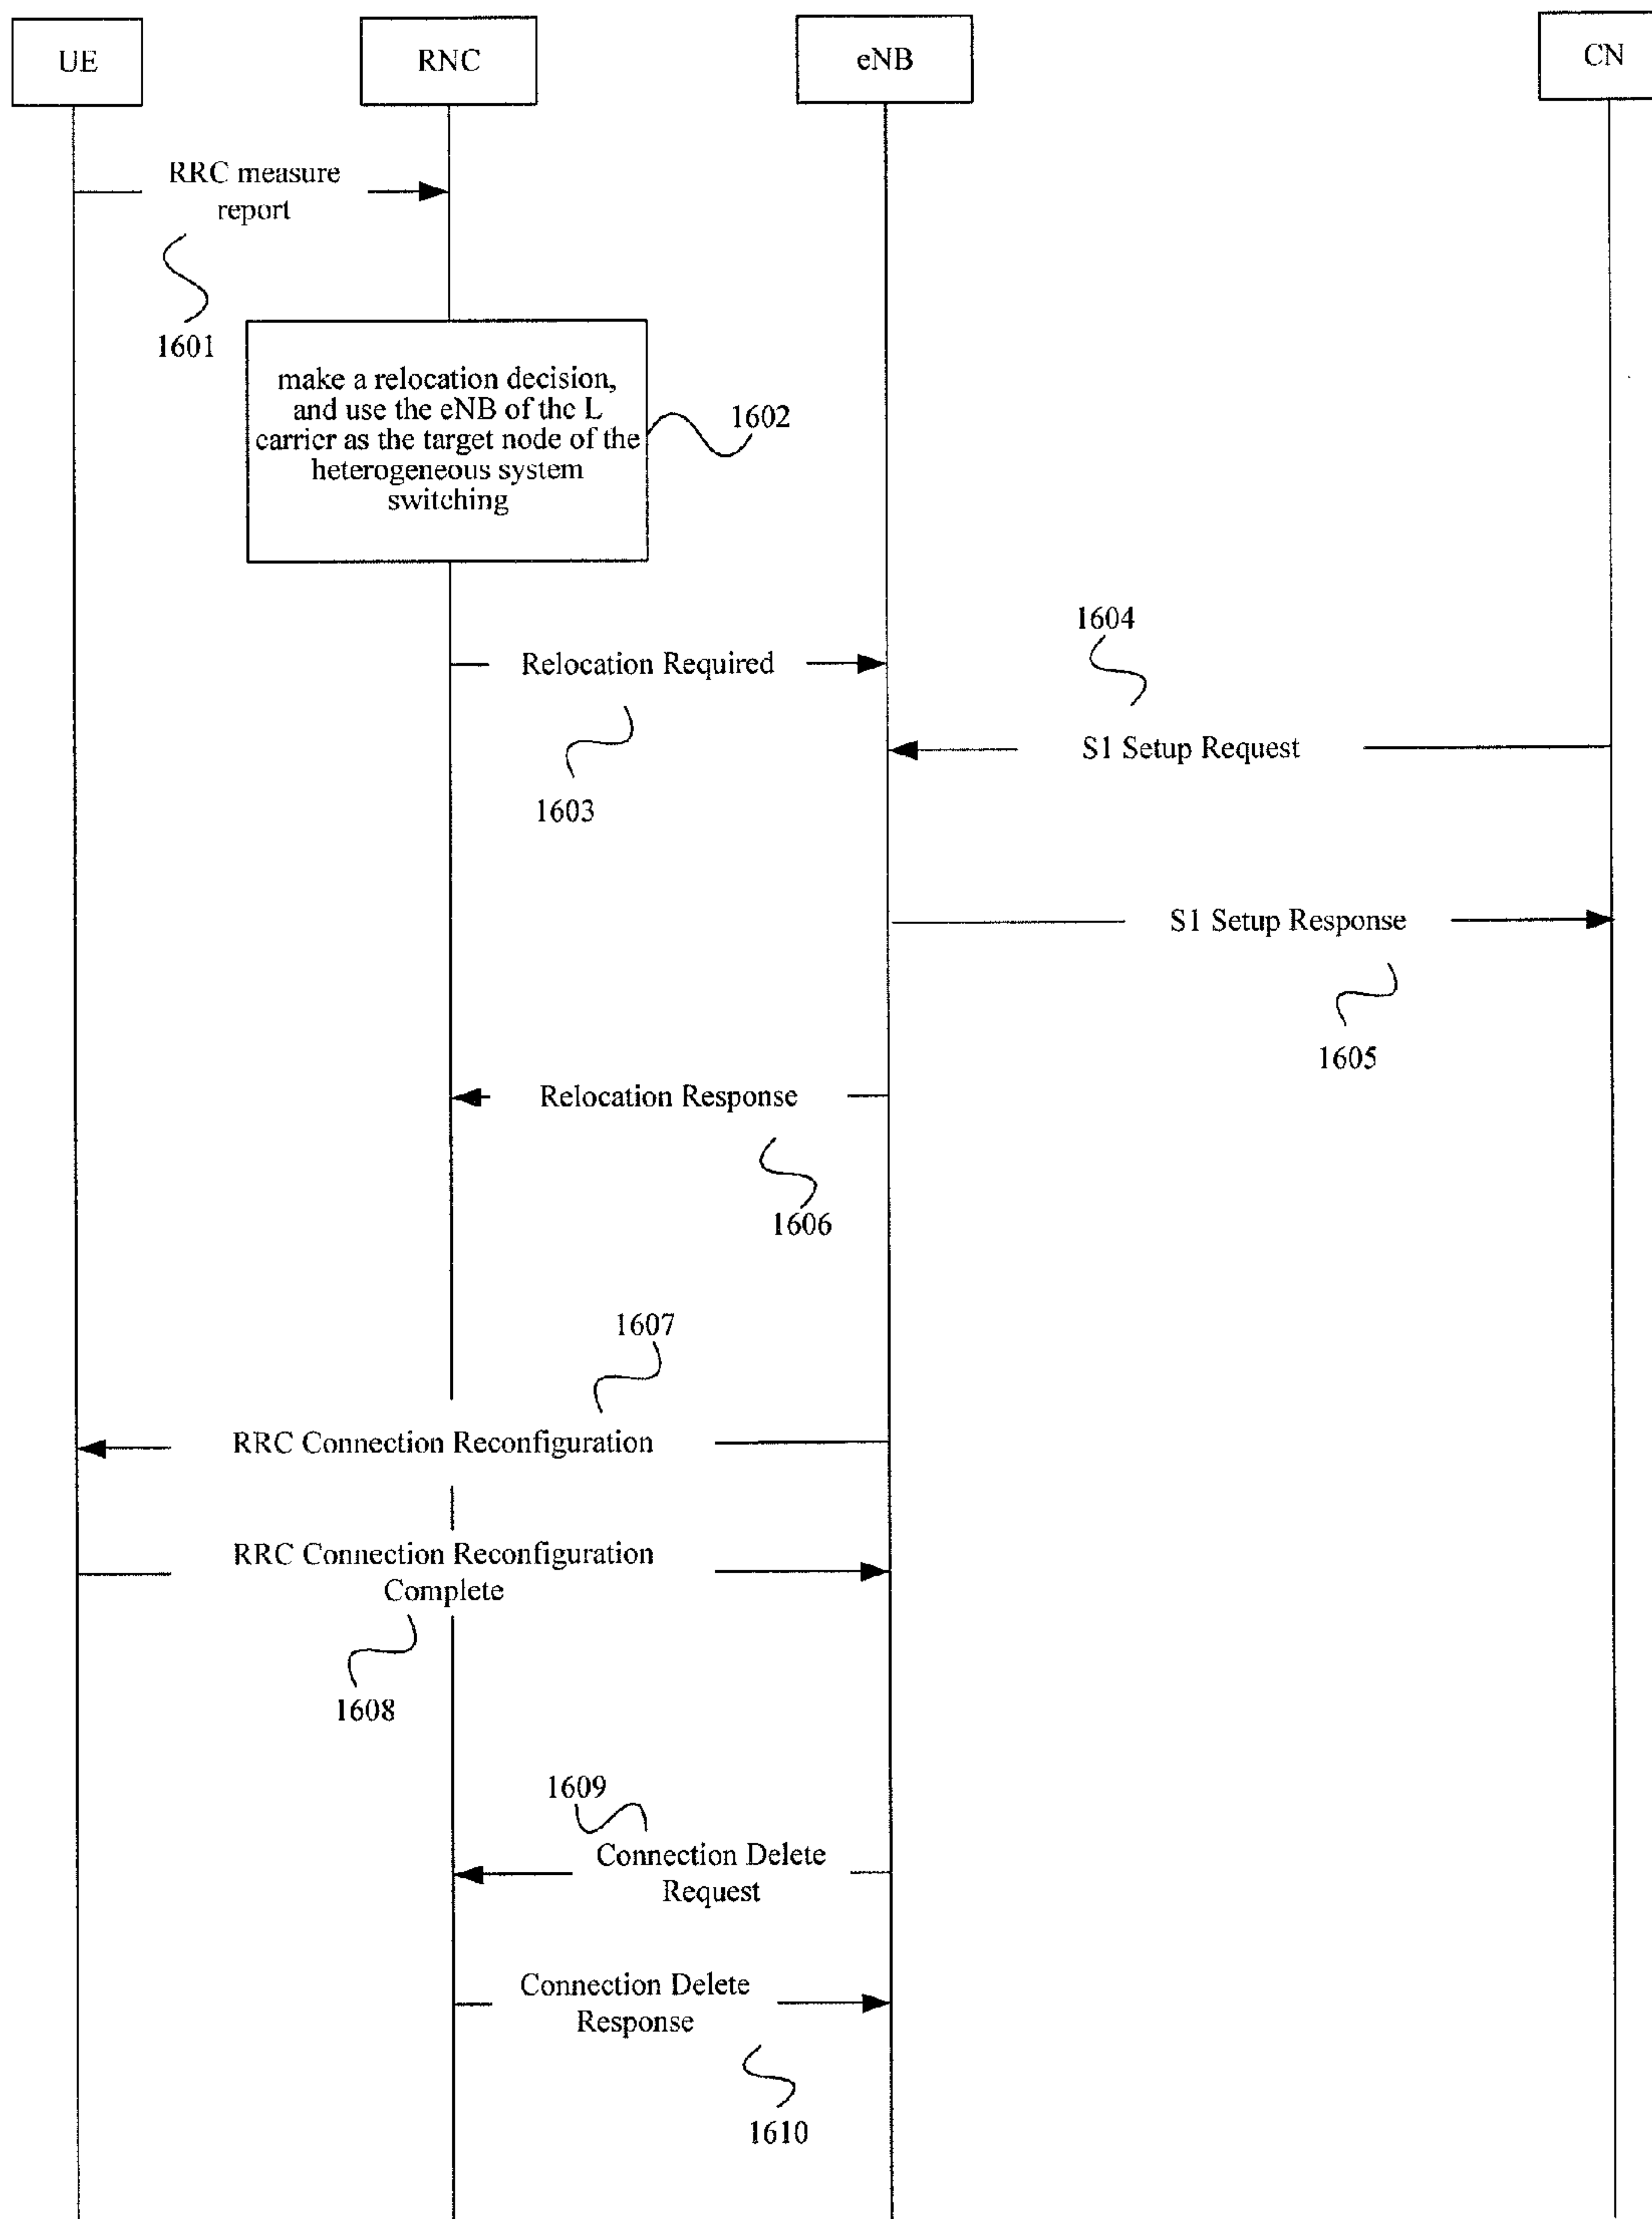 UE
RNC
eNB
CN
RRC measure
report
1601
make a relocation decision,
and use the eNB of the L
carrier as the target node of the
heterogeneous system
switching
1602
Relocation Required
1603
1604
S1 Setup Request
S1 Setup Response
1605
Relocation Response
1606
1607
RRC Connection Reconfiguration
RRC Connection Reconfiguration
Complete
1608
1609
Connection Delete
Request
Connection Delete
Response
1610